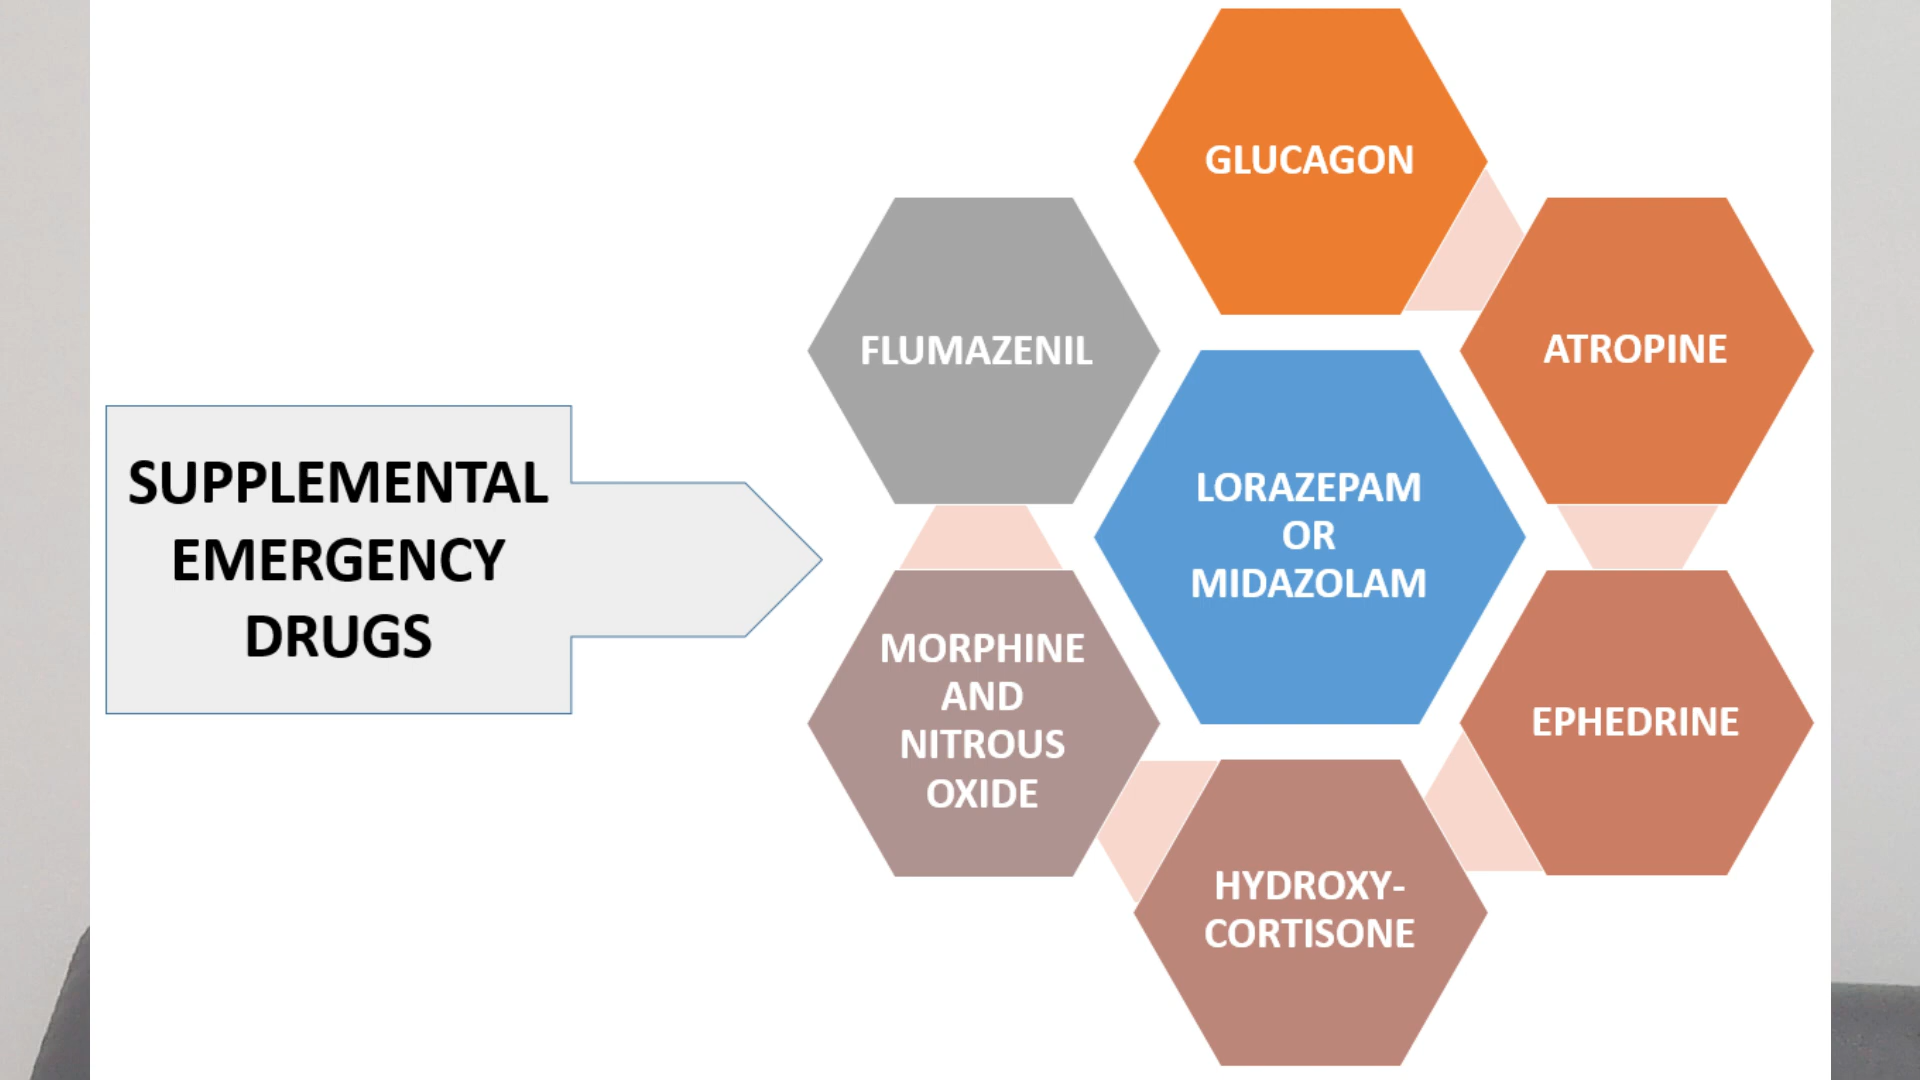 SUPPLEMENTAL
EMERGENCY
DRUGS
GLUCAGON
ATROPINE
EPHEDRINE
HYDROXY-
CORTISONE
MORPHINE
AND
NITROUS
OXIDE
FLUMAZENIL
LORAZEPAM
OR
MIDAZOLAM